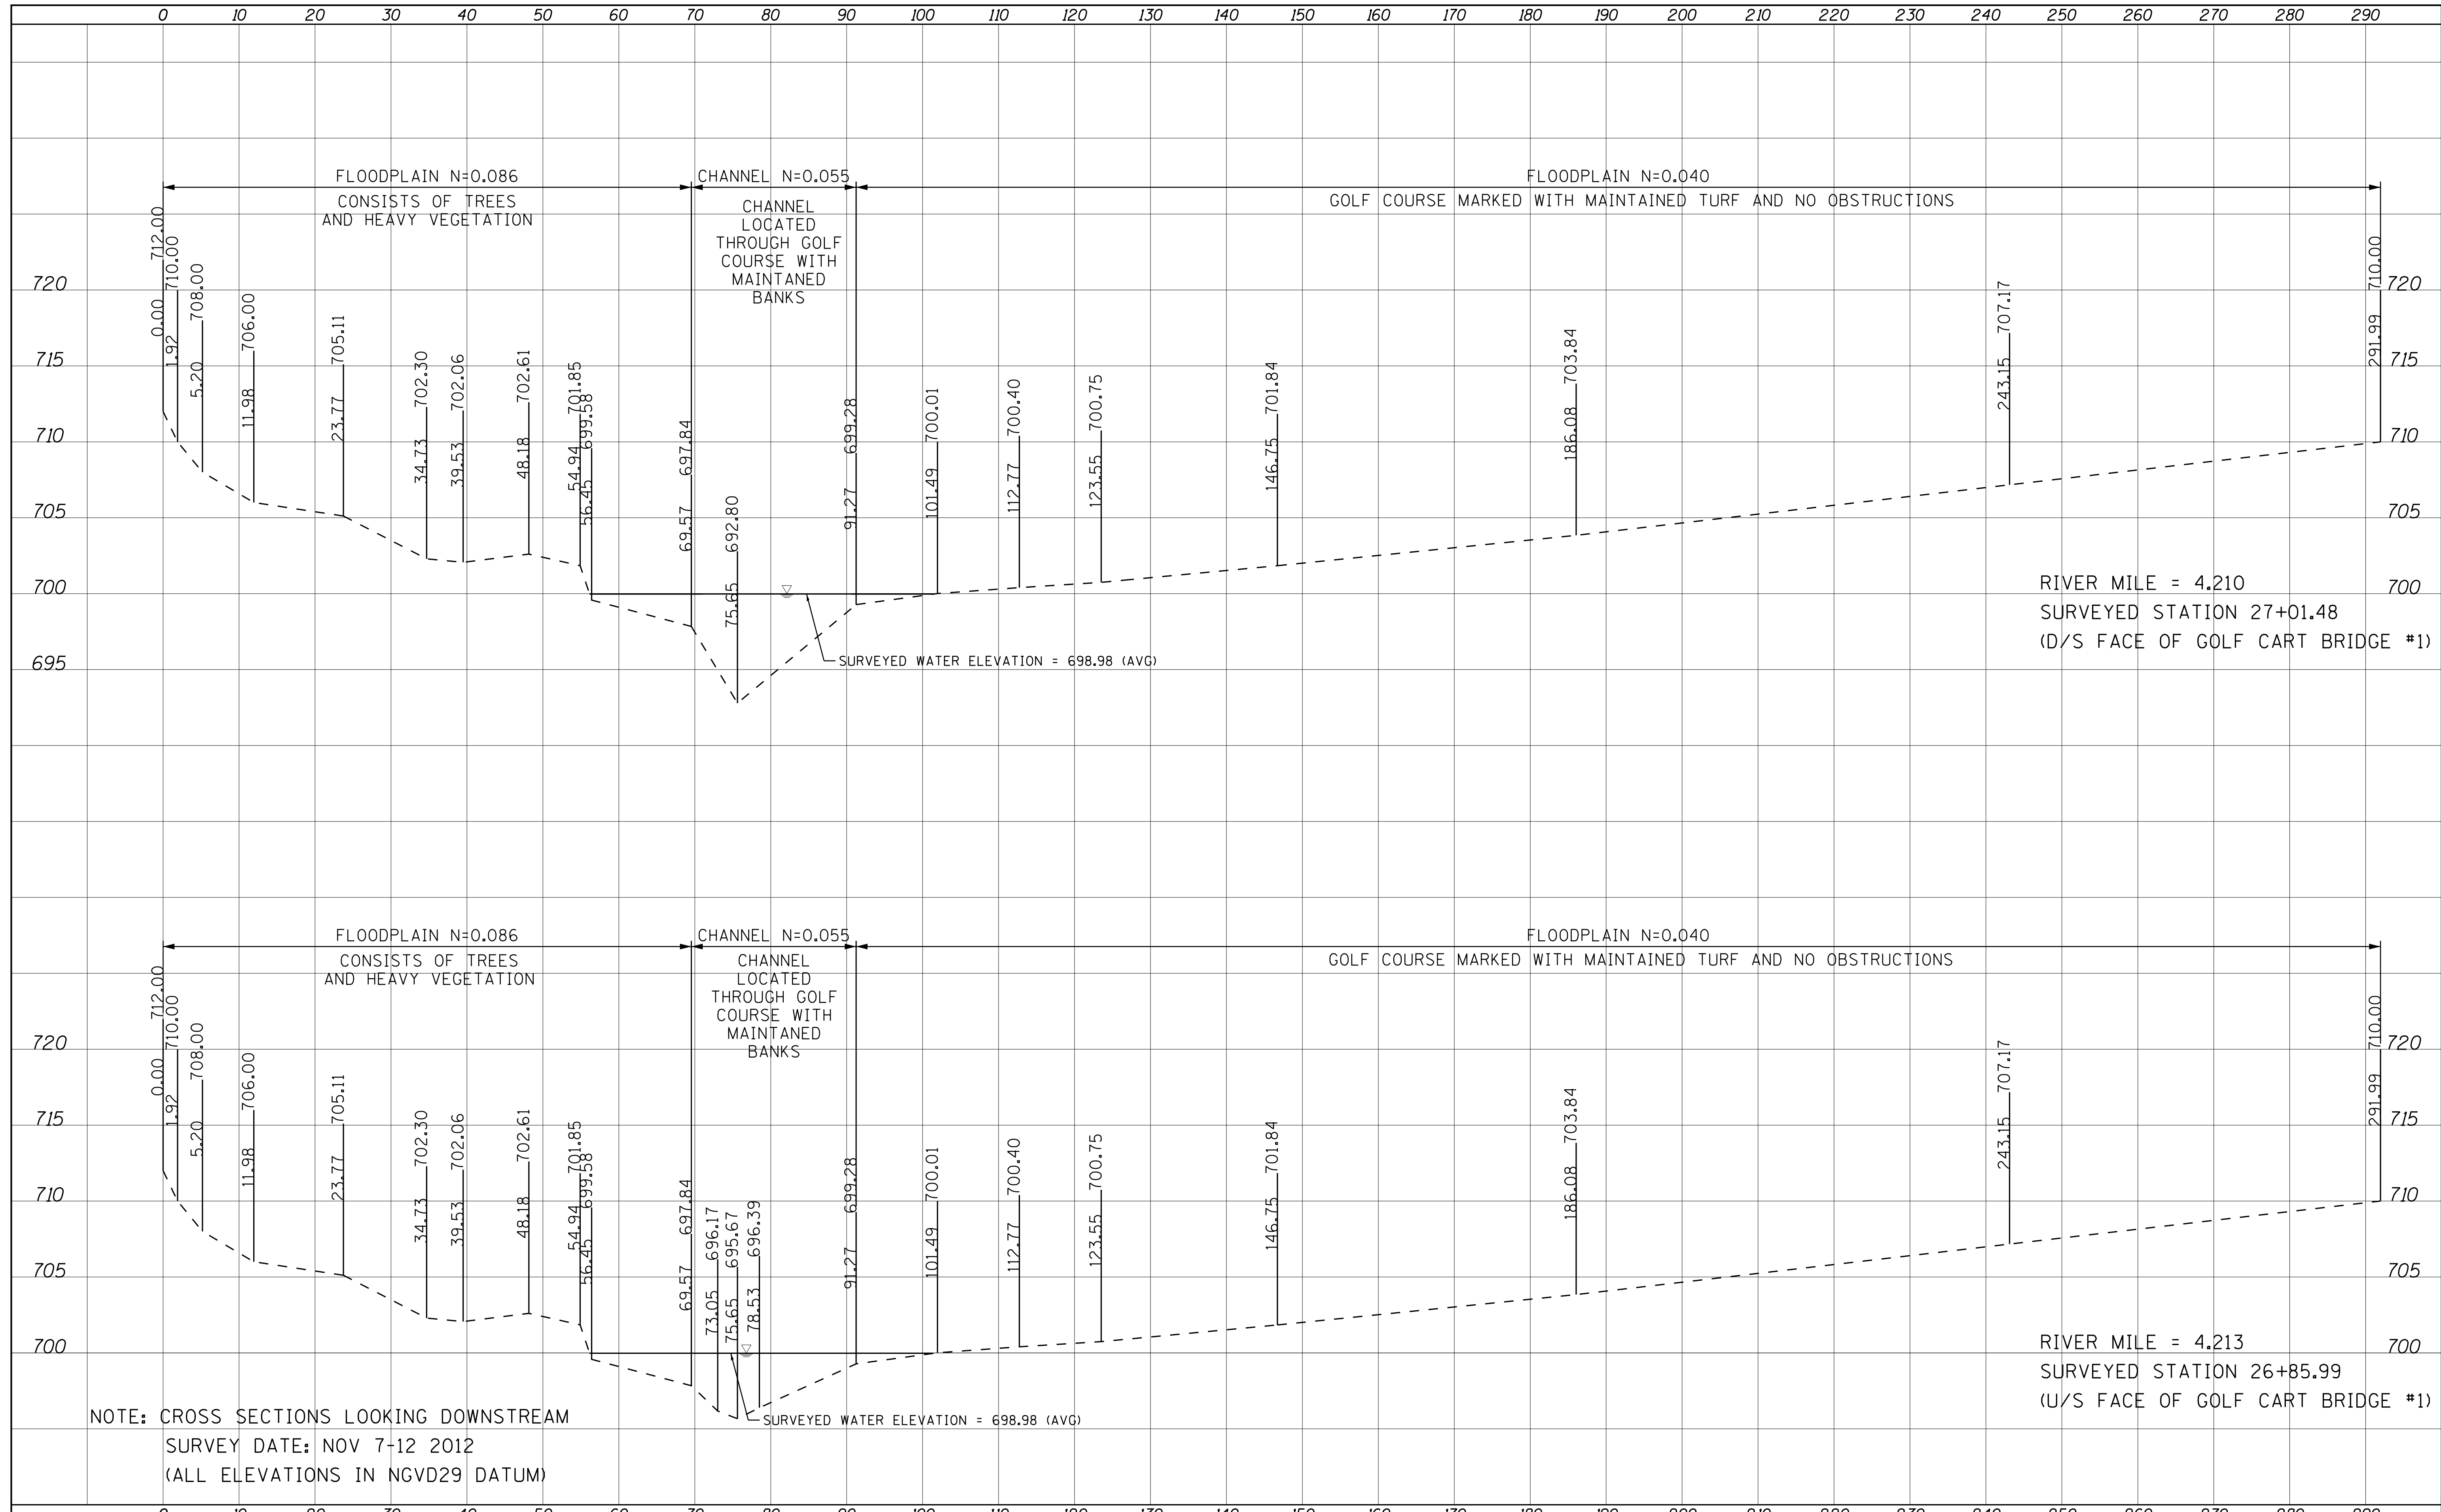 0 10 20 30 40 50 60 70 80 90 100 110 120 130 140 150 160 170 180 190 200 210 220 230 240 250 260 270 280 290
FLOODPLAIN N=0.086
CONSISTS OF TREES
AND HEAVY VEGETATION
CHANNEL N=0.055
CHANNEL
LOCATED
THROUGH GOLF
COURSE WITH
MAINTANED
BANKS
FLOODPLAIN N=0.040
GOLF COURSE MARKED WITH MAINTAINED TURF AND NO OBSTRUCTIONS
720
715
710
705
700
695
0.00 712.00
1.92 710.00
5.20 708.00
11.98 706.00
23.77 705.11
34.73 702.30
39.53 702.06
48.18 702.61
54.94 701.85
56.45 699.58
69.57 697.84
75.65 692.80
91.27 699.28
101.49 700.01
112.77 700.40
123.55 700.75
146.75 701.84
186.08 703.84
243.15 707.17
291.99 710.00
720
715
710
705
700
SURVEYED WATER ELEVATION = 698.98 (AVG)
RIVER MILE = 4.210
SURVEYED STATION 27+01.48
(D/S FACE OF GOLF CART BRIDGE #1)
FLOODPLAIN N=0.086
CONSISTS OF TREES
AND HEAVY VEGETATION
CHANNEL N=0.055
CHANNEL
LOCATED
THROUGH GOLF
COURSE WITH
MAINTANED
BANKS
FLOODPLAIN N=0.040
GOLF COURSE MARKED WITH MAINTAINED TURF AND NO OBSTRUCTIONS
720
715
710
705
700
0.00 712.00
1.92 710.00
5.20 708.00
11.98 706.00
23.77 705.11
34.73 702.30
39.53 702.06
48.18 702.61
54.94 701.85
56.45 699.58
69.57 697.84
73.05 696.17
75.65 695.67
78.53 696.39
91.27 699.28
101.49 700.01
112.77 700.40
123.55 700.75
146.75 701.84
186.08 703.84
243.15 707.17
291.99 710.00
720
715
710
705
700
SURVEYED WATER ELEVATION = 698.98 (AVG)
RIVER MILE = 4.213
SURVEYED STATION 26+85.99
(U/S FACE OF GOLF CART BRIDGE #1)
NOTE: CROSS SECTIONS LOOKING DOWNSTREAM
SURVEY DATE: NOV 7-12 2012
(ALL ELEVATIONS IN NGVD29 DATUM)